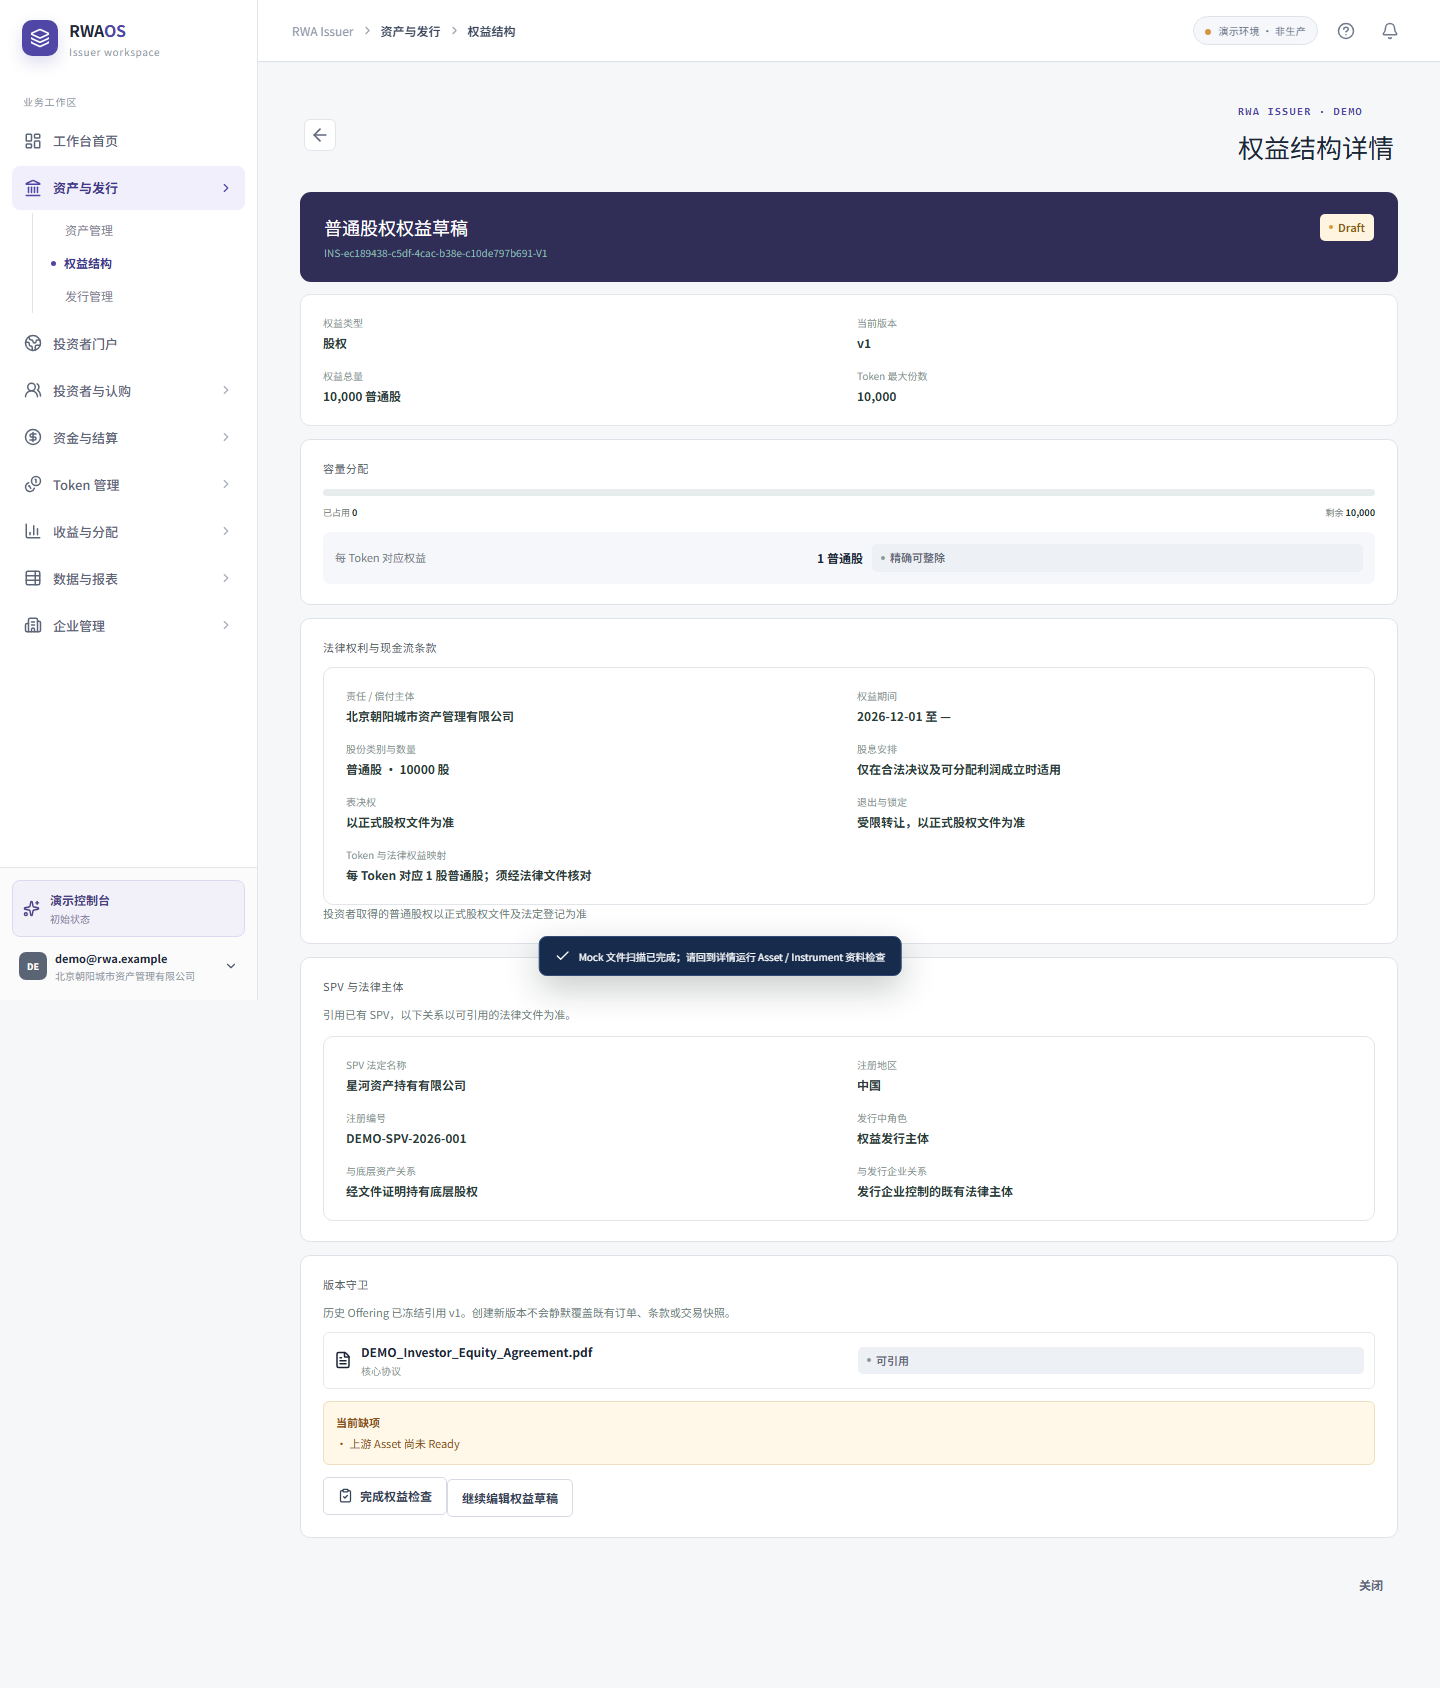 RWAOS
Issuer workspace
业务工作区
工作台首页
资产与发行
资产管理
权益结构
发行管理
投资者门户
投资者与认购
资金与结算
Token 管理
收益与分配
数据与报表
企业管理
演示控制台
初始状态
DE
demo@rwa.example
北京朝阳城市资产管理有限公司
RWA Issuer > 资产与发行 > 权益结构
演示环境 · 非生产
RWA ISSUER · DEMO
权益结构详情
普通股权权益草稿
INS-ec189438-c5df-4cac-b38e-c10de797b691-V1
Draft
权益类型
股权
当前版本
v1
权益总量
10,000 普通股
Token 最大份数
10,000
容量分配
已占用 0
剩余 10,000
每 Token 对应权益
1 普通股
精确可整除
法律权利与现金流条款
责任 / 偿付主体
北京朝阳城市资产管理有限公司
权益期间
2026-12-01 至 —
股份类别与数量
普通股 · 10000 股
股息安排
仅在合法决议及可分配利润成立时适用
表决权
以正式股权文件为准
退出与锁定
受限转让，以正式股权文件为准
Token 与法律权益映射
每 Token 对应 1 股普通股；须经法律文件核对
投资者取得的普通股权以正式股权文件及法定登记为准
Mock 文件扫描已完成；请回到详情运行 Asset / Instrument 资料检查
SPV 与法律主体
引用已有 SPV，以下关系以可引用的法律文件为准。
SPV 法定名称
星河资产持有有限公司
注册地区
中国
注册编号
DEMO-SPV-2026-001
发行中角色
权益发行主体
与底层资产关系
经文件证明持有底层股权
与发行企业关系
发行企业控制的既有法律主体
版本守卫
历史 Offering 已冻结引用 v1。创建新版本不会静默覆盖既有订单、条款或交易快照。
DEMO_Investor_Equity_Agreement.pdf
核心协议
可引用
当前缺项
· 上游 Asset 尚未 Ready
完成权益检查
继续编辑权益草稿
关闭